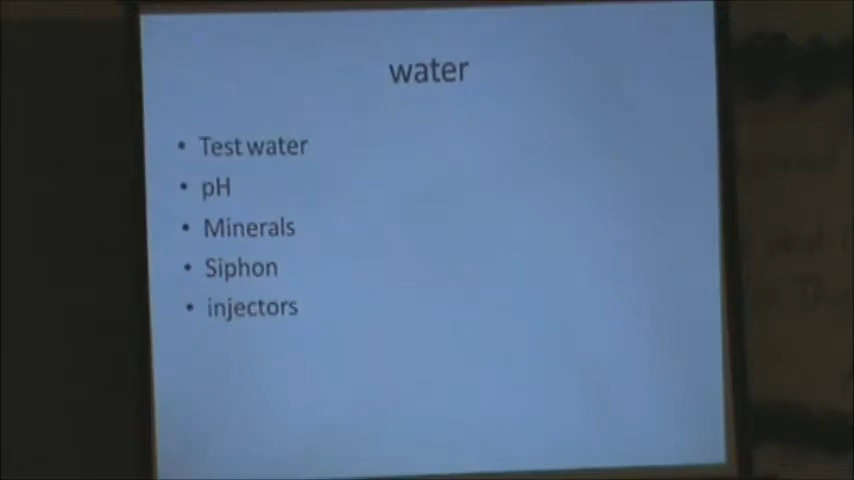 water
• Test water
• pH
• Minerals
• Siphon
• injectors